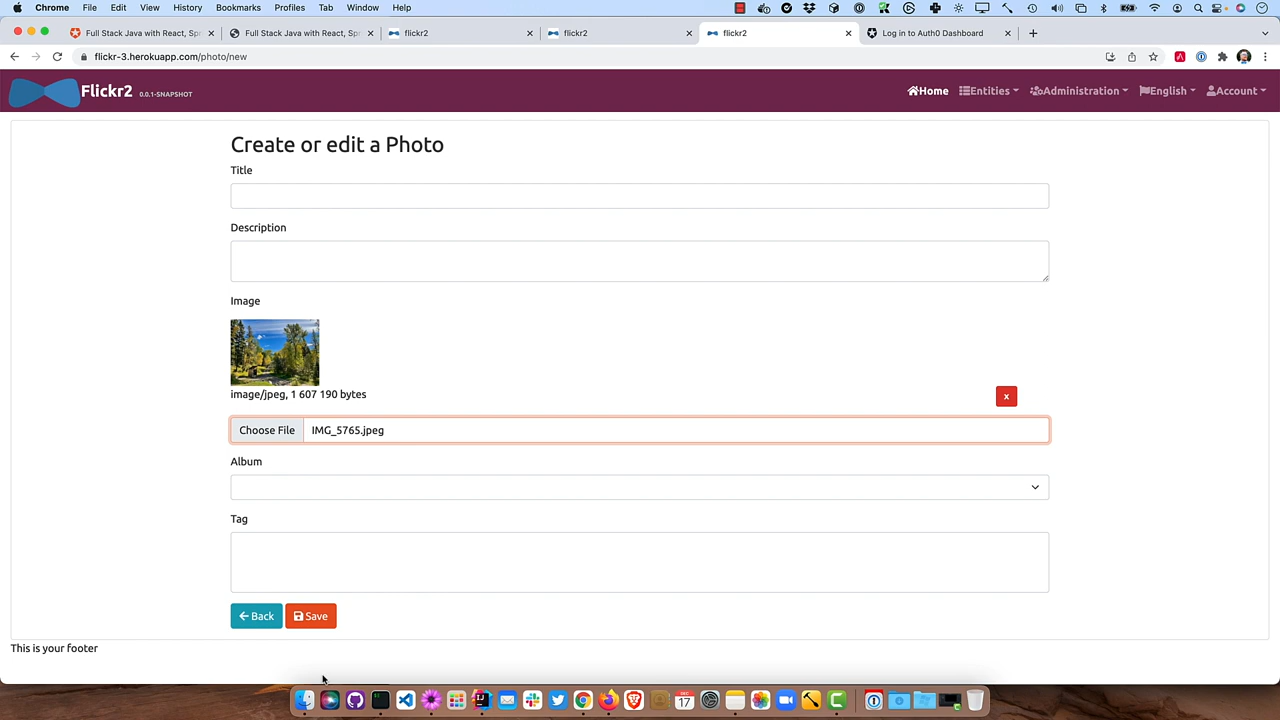 Chrome File Edit View History Bookmarks Profiles Tab Window Help
Full Stack Java with React, Spr
Full Stack Java with React, Sp
flickr2
flickr2
flickr2
Log in to Auth0 Dashboard
flickr-3.herokuapp.com/photo/new
Flickr2 0.0.1-SNAPSHOT
Home Entities Administration English Account
Create or edit a Photo
Title
Description
Image
image/jpeg, 1 607 190 bytes
x
Choose File IMG_5765.jpeg
Album
Tag
Back Save
This is your footer
17